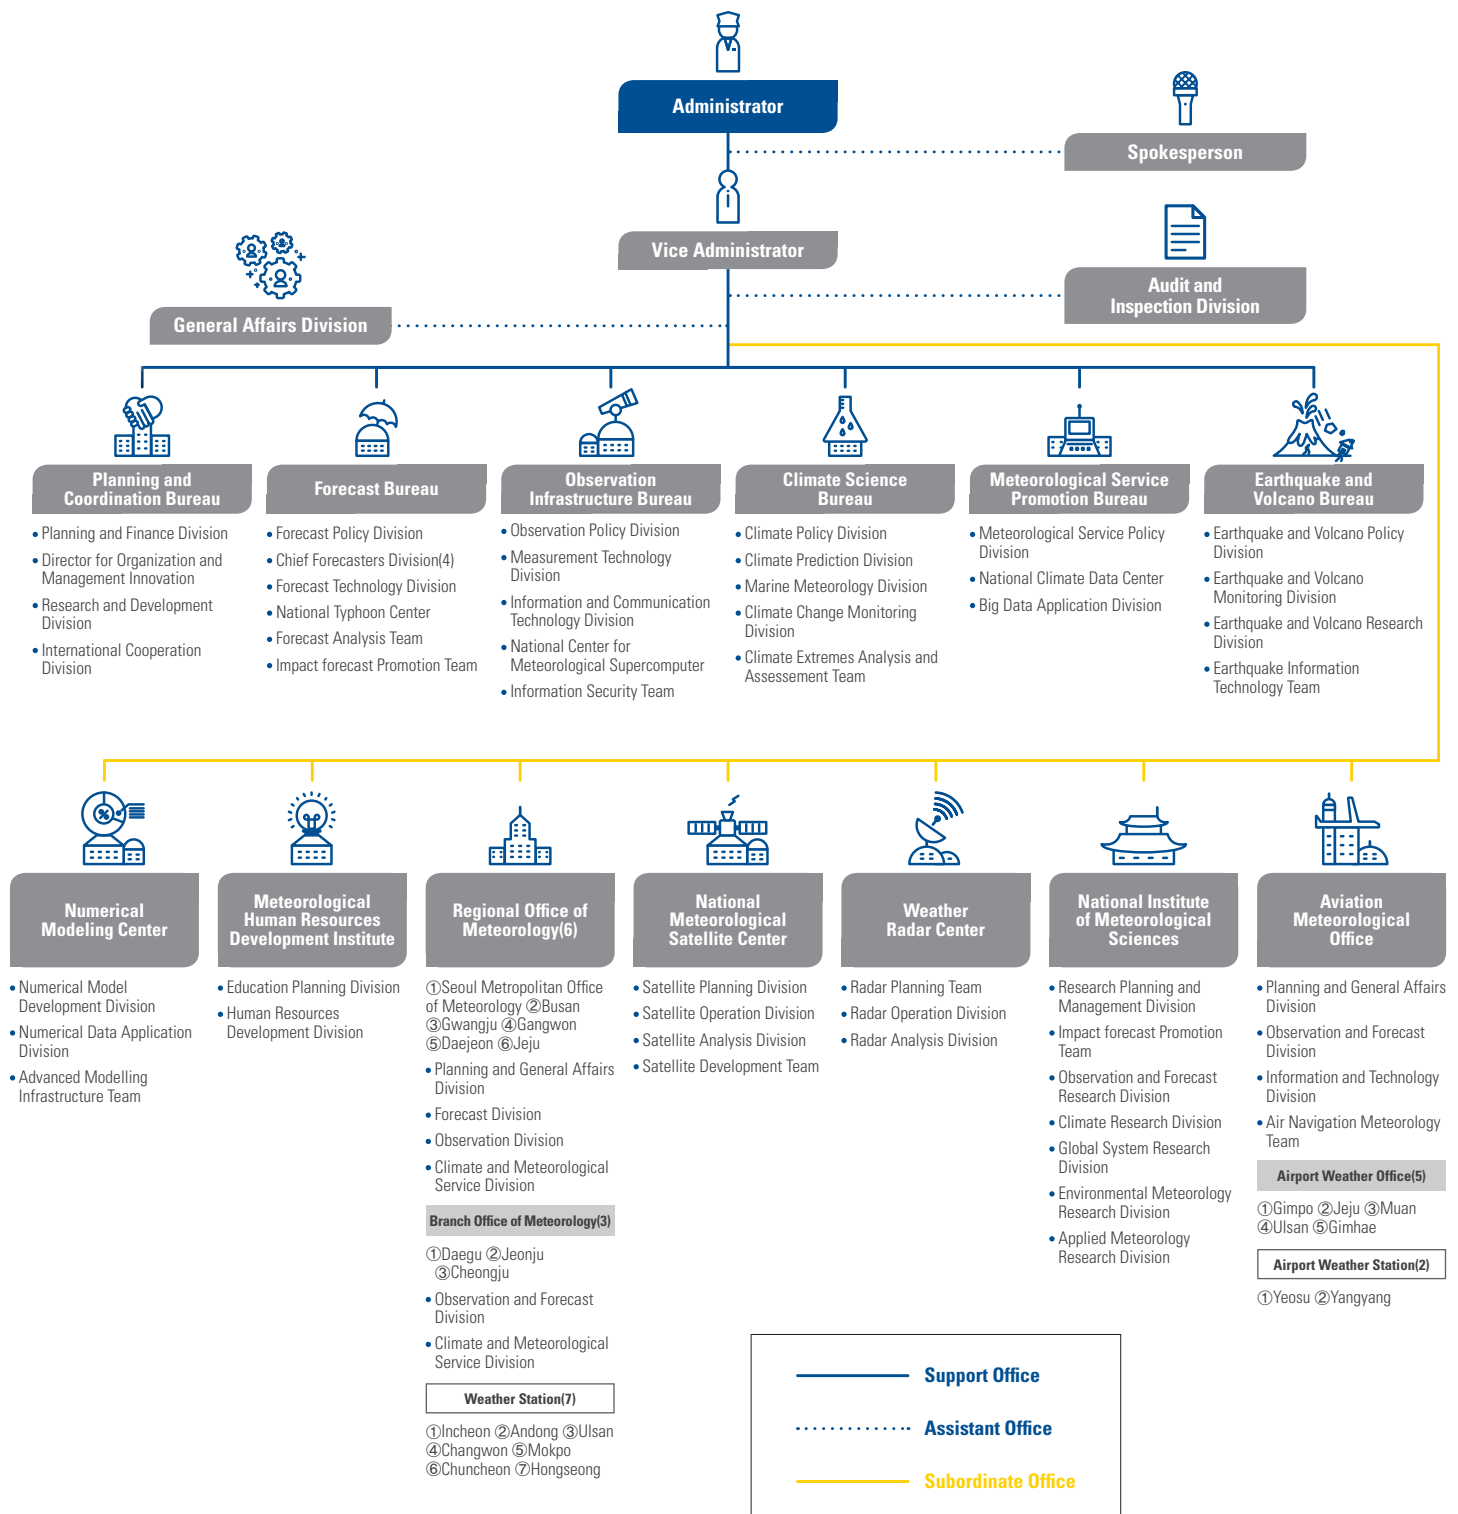 Administrator
Spokesperson
Vice Administrator
Audit and
Inspection Division
General Affairs Division
Planning and
Coordination Bureau
• Planning and Finance Division
• Director for Organization and
Management Innovation
• Research and Development
Division
• International Cooperation
Division
Forecast Bureau
• Forecast Policy Division
• Chief Forecasters Division(4)
• Forecast Technology Division
• National Typhoon Center
• Forecast Analysis Team
• Impact forecast Promotion Team
Observation
Infrastructure Bureau
• Observation Policy Division
• Measurement Technology
Division
• Information and Communication
Technology Division
• National Center for
Meteorological Supercomputer
• Information Security Team
Climate Science
Bureau
• Climate Policy Division
• Climate Prediction Division
• Marine Meteorology Division
• Climate Change Monitoring
Division
• Climate Extremes Analysis and
Assessement Team
Meteorological Service
Promotion Bureau
• Meteorological Service Policy
Division
• National Climate Data Center
• Big Data Application Division
Earthquake and
Volcano Bureau
• Earthquake and Volcano Policy
Division
• Earthquake and Volcano
Monitoring Division
• Earthquake and Volcano Research
Division
• Earthquake Information
Technology Team
Numerical
Modeling Center
• Numerical Model
Development Division
• Numerical Data Application
Division
• Advanced Modelling
Infrastructure Team
Meteorological
Human Resources
Development Institute
• Education Planning Division
• Human Resources
Development Division
Regional Office of
Meteorology(6)
①Seoul Metropolitan Office
of Meteorology ②Busan
③Gwangju ④Gangwon
⑤Daejeon ⑥Jeju
• Planning and General Affairs
Division
• Forecast Division
• Observation Division
• Climate and Meteorological
Service Division
Branch Office of Meteorology(3)
①Daegu ②Jeonju
③Cheongju
• Observation and Forecast
Division
• Climate and Meteorological
Service Division
Weather Station(7)
①Incheon ②Andong ③Ulsan
④Changwon ⑤Mokpo
⑥Chuncheon ⑦Hongseong
National
Meteorological
Satellite Center
• Satellite Planning Division
• Satellite Operation Division
• Satellite Analysis Division
• Satellite Development Team
Weather
Radar Center
• Radar Planning Team
• Radar Operation Division
• Radar Analysis Division
National Institute
of Meteorological
Sciences
• Research Planning and
Management Division
• Impact forecast Promotion
Team
• Observation and Forecast
Research Division
• Climate Research Division
• Global System Research
Division
• Environmental Meteorology
Research Division
• Applied Meteorology
Research Division
Aviation
Meteorological
Office
• Planning and General Affairs
Division
• Observation and Forecast
Division
• Information and Technology
Division
• Air Navigation Meteorology
Team
Airport Weather Office(5)
①Gimpo ②Jeju ③Muan
④Ulsan ⑤Gimhae
Airport Weather Station(2)
①Yeosu ②Yangyang
Support Office
Assistant Office
Subordinate Office